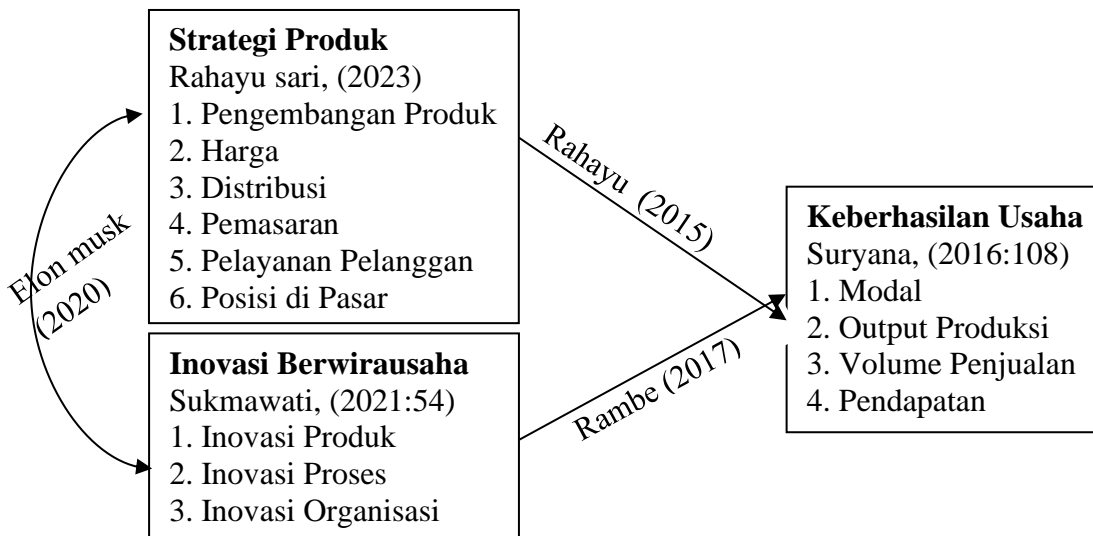 Strategi Produk
Rahayu sari, (2023)
1. Pengembangan Produk
2. Harga
3. Distribusi
4. Pemasaran
5. Pelayanan Pelanggan
6. Posisi di Pasar
Elon musk
(2020)
Inovasi Berwirausaha
Sukmawati, (2021:54)
1. Inovasi Produk
2. Inovasi Proses
3. Inovasi Organisasi
Rahayu (2015)
Rambe (2017)
Keberhasilan Usaha
Suryana, (2016:108)
1. Modal
2. Output Produksi
3. Volume Penjualan
4. Pendapatan